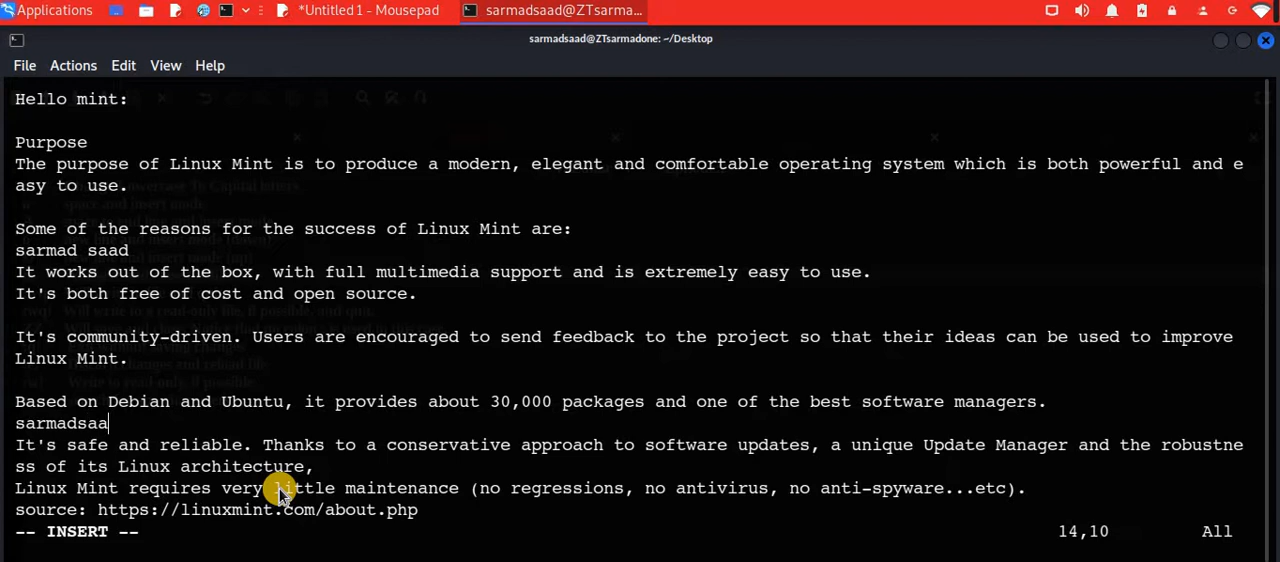 Applications
*Untitled 1 - Mousepad
sarmadsaad@ZTsarma...
sarmadsaad@ZTsarmadone: ~/Desktop
File Actions Edit View Help
Hello mint:
Purpose
The purpose of Linux Mint is to produce a modern, elegant and comfortable operating system which is both powerful and e
asy to use.
Some of the reasons for the success of Linux Mint are:
sarmad saad
It works out of the box, with full multimedia support and is extremely easy to use.
It's both free of cost and open source.
It's community-driven. Users are encouraged to send feedback to the project so that their ideas can be used to improve
Linux Mint.
Based on Debian and Ubuntu, it provides about 30,000 packages and one of the best software managers.
sarmadsaa
It's safe and reliable. Thanks to a conservative approach to software updates, a unique Update Manager and the robustne
ss of its Linux architecture,
Linux Mint requires very little maintenance (no regressions, no antivirus, no anti-spyware...etc).
source: https://linuxmint.com/about.php
-- INSERT -- 14,10 All